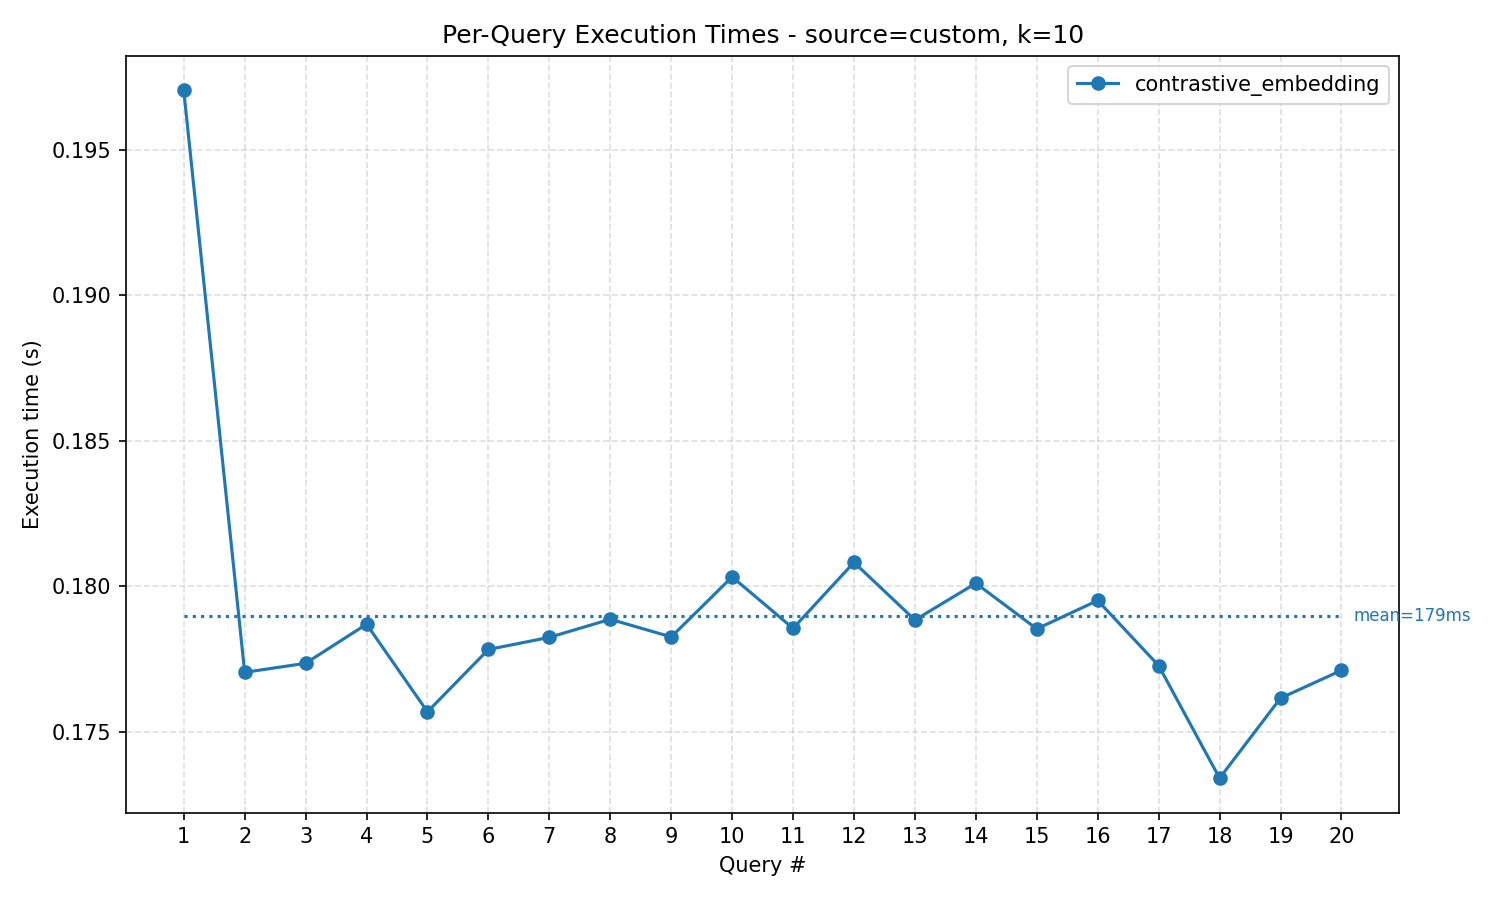 Per-Query Execution Times - source=custom, k=10
contrastive_embedding
Execution time (s)
0.195
0.190
0.185
0.180
0.175
mean=179ms
1 2 3 4 5 6 7 8 9 10 11 12 13 14 15 16 17 18 19 20
Query #